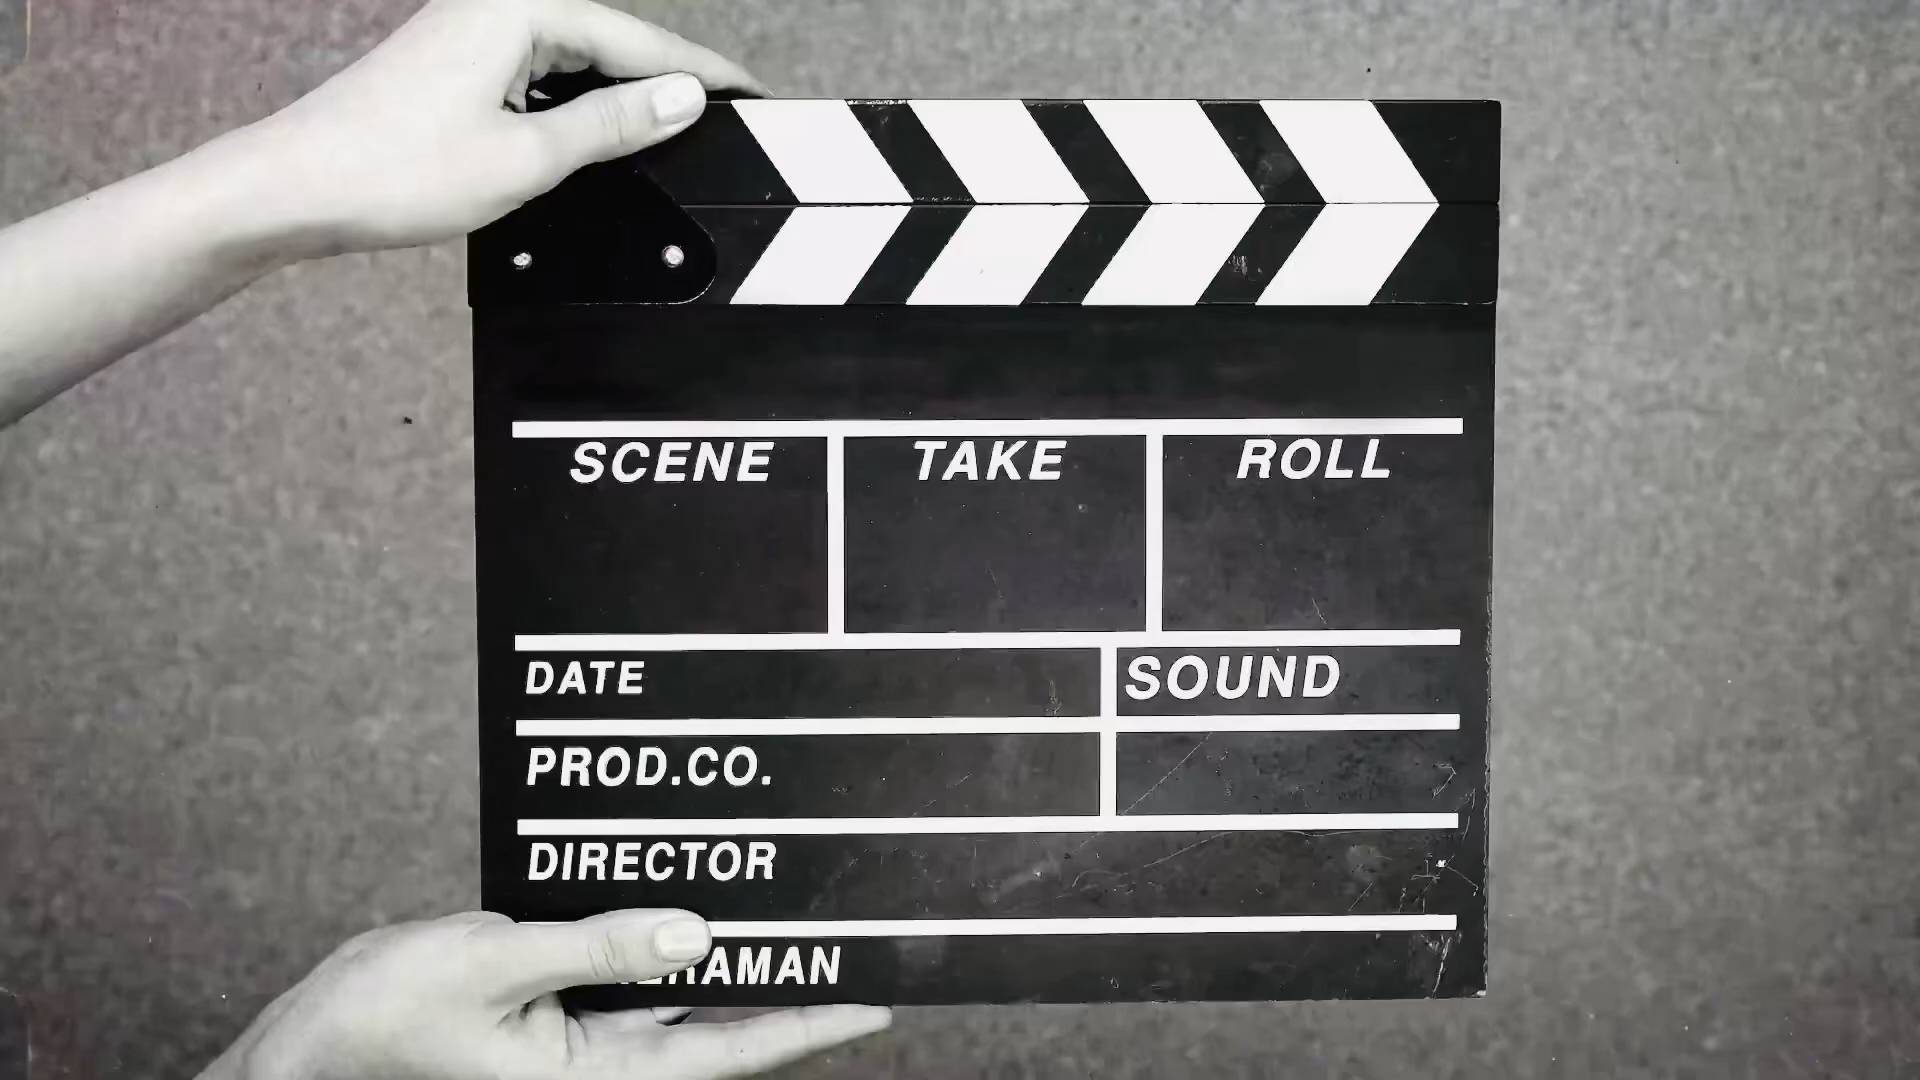 SCENE TAKE ROLL
DATE SOUND
PROD.CO.
DIRECTOR